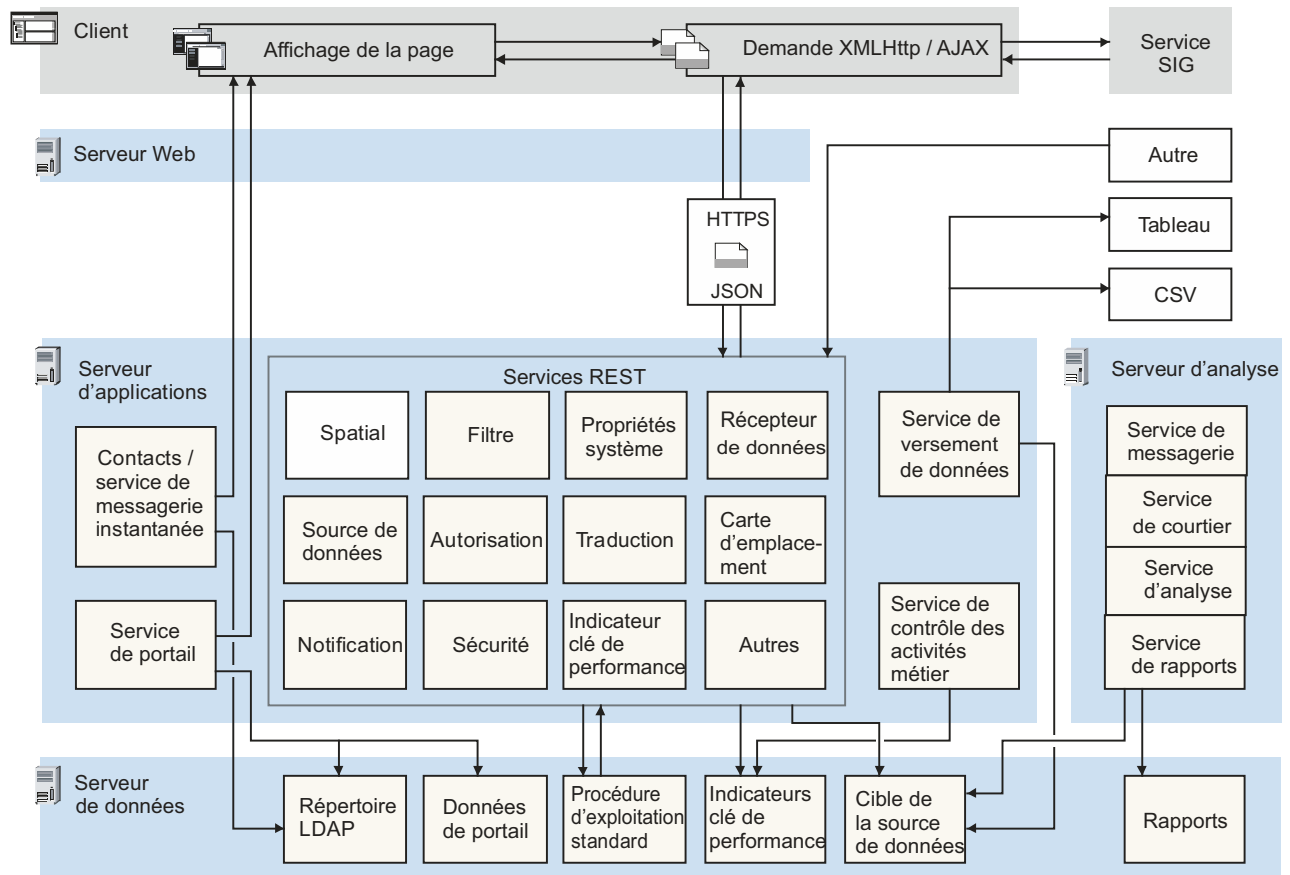 Client
Affichage de la page
Demande XMLHttp / AJAX
Service
SIG
Serveur Web
Autre
HTTPS
JSON
Tableau
CSV
Serveur
d'applications
Services REST
Serveur d'analyse
Contacts /
service de
messagerie
instantanée
Spatial
Filtre
Propriétés
système
Récepteur
de données
Service de
versement
de données
Service de
messagerie
Service
de courtier
Service
d'analyse
Service
de rapports
Source de
données
Autorisation
Traduction
Carte
d'emplace-
ment
Service
de portail
Notification
Sécurité
Indicateur
clé de
performance
Autres
Service de
contrôle des
activités
métier
Serveur
de données
Répertoire
LDAP
Données
de portail
Procédure
d'exploitation
standard
Indicateurs
clé de
performance
Cible de
la source
de données
Rapports